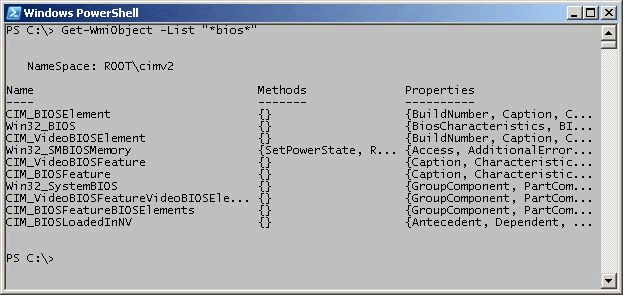 Windows PowerShell
PS C:\> Get-WmiObject -List "*bios*"
NameSpace: ROOT\cimv2
Name Methods Properties
---- ------- ----------
CIM_BIOSElement {} {BuildNumber, Caption, C...
Win32_BIOS {} {BiosCharacteristics, BI...
CIM_VideoBIOSElement {} {BuildNumber, Caption, C...
Win32_SMBIOSMemory {SetPowerState, R... {Access, AdditionalError...
CIM_VideoBIOSFeature {} {Caption, Characteristic...
CIM_BIOSFeature {} {Caption, Characteristic...
Win32_SystemBIOS {} {GroupComponent, PartCom...
CIM_VideoBIOSFeatureVideoBIOSEle... {} {GroupComponent, PartCom...
CIM_BIOSFeatureBIOSElements {} {GroupComponent, PartCom...
CIM_BIOSLoadedInNV {} {Antecedent, Dependent, ...
PS C:\>